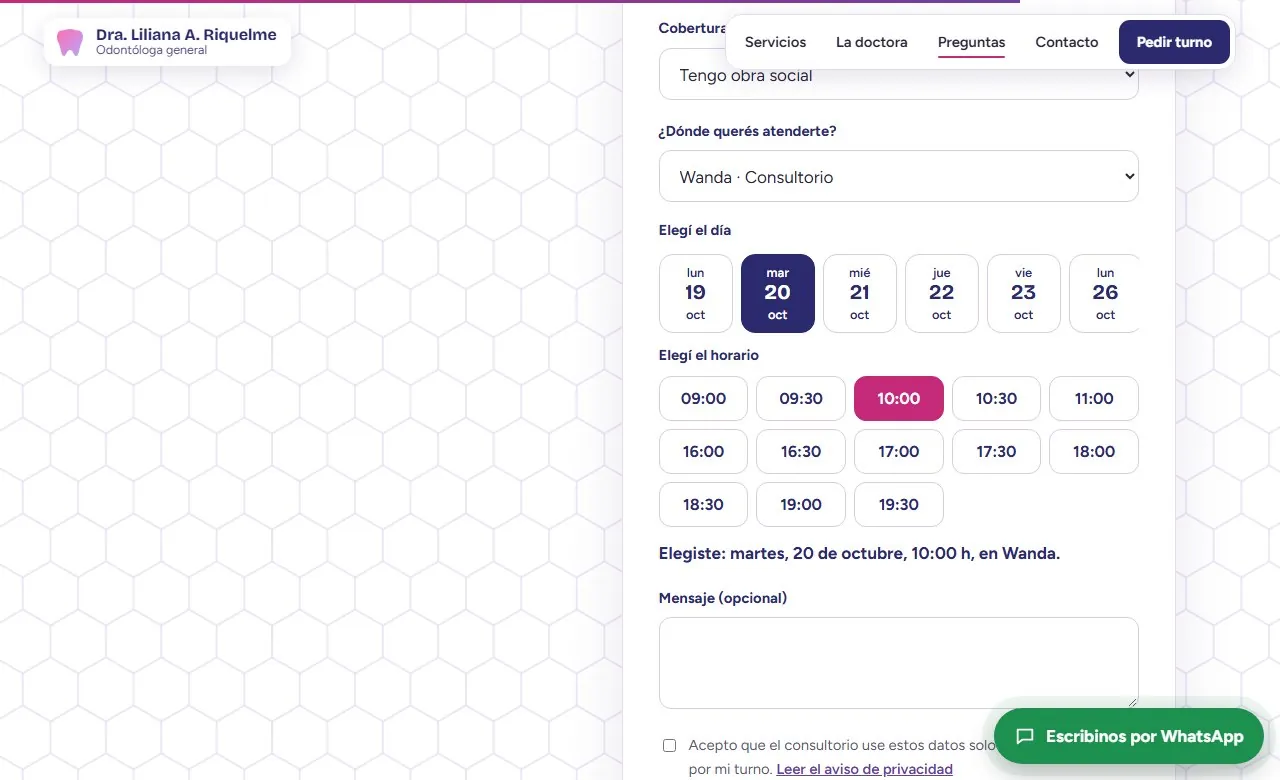 Dra. Liliana A. Riquelme
Odontóloga general
Servicios
La doctora
Preguntas
Contacto
Pedir turno
Cobertura
Tengo obra social
¿Dónde querés atenderte?
Wanda · Consultorio
Elegí el día
lun
19
oct
mar
20
oct
mié
21
oct
jue
22
oct
vie
23
oct
lun
26
oct
Elegí el horario
09:00
09:30
10:00
10:30
11:00
16:00
16:30
17:00
17:30
18:00
18:30
19:00
19:30
Elegiste: martes, 20 de octubre, 10:00 h, en Wanda.
Mensaje (opcional)
Acepto que el consultorio use estos datos solo
por mi turno. Leer el aviso de privacidad
Escribinos por WhatsApp